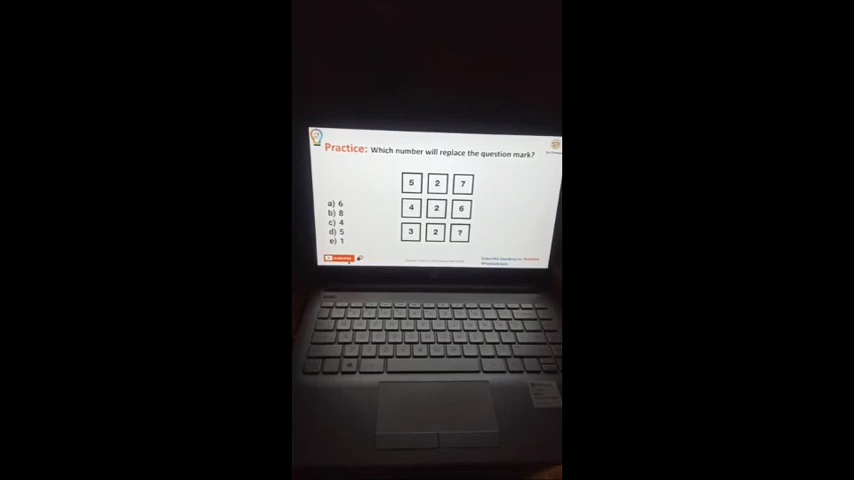 Practice: Which number will replace the question mark?
5 2 7
4 2 6
3 2 ?
a) 6
b) 8
c) 4
d) 5
e) 1